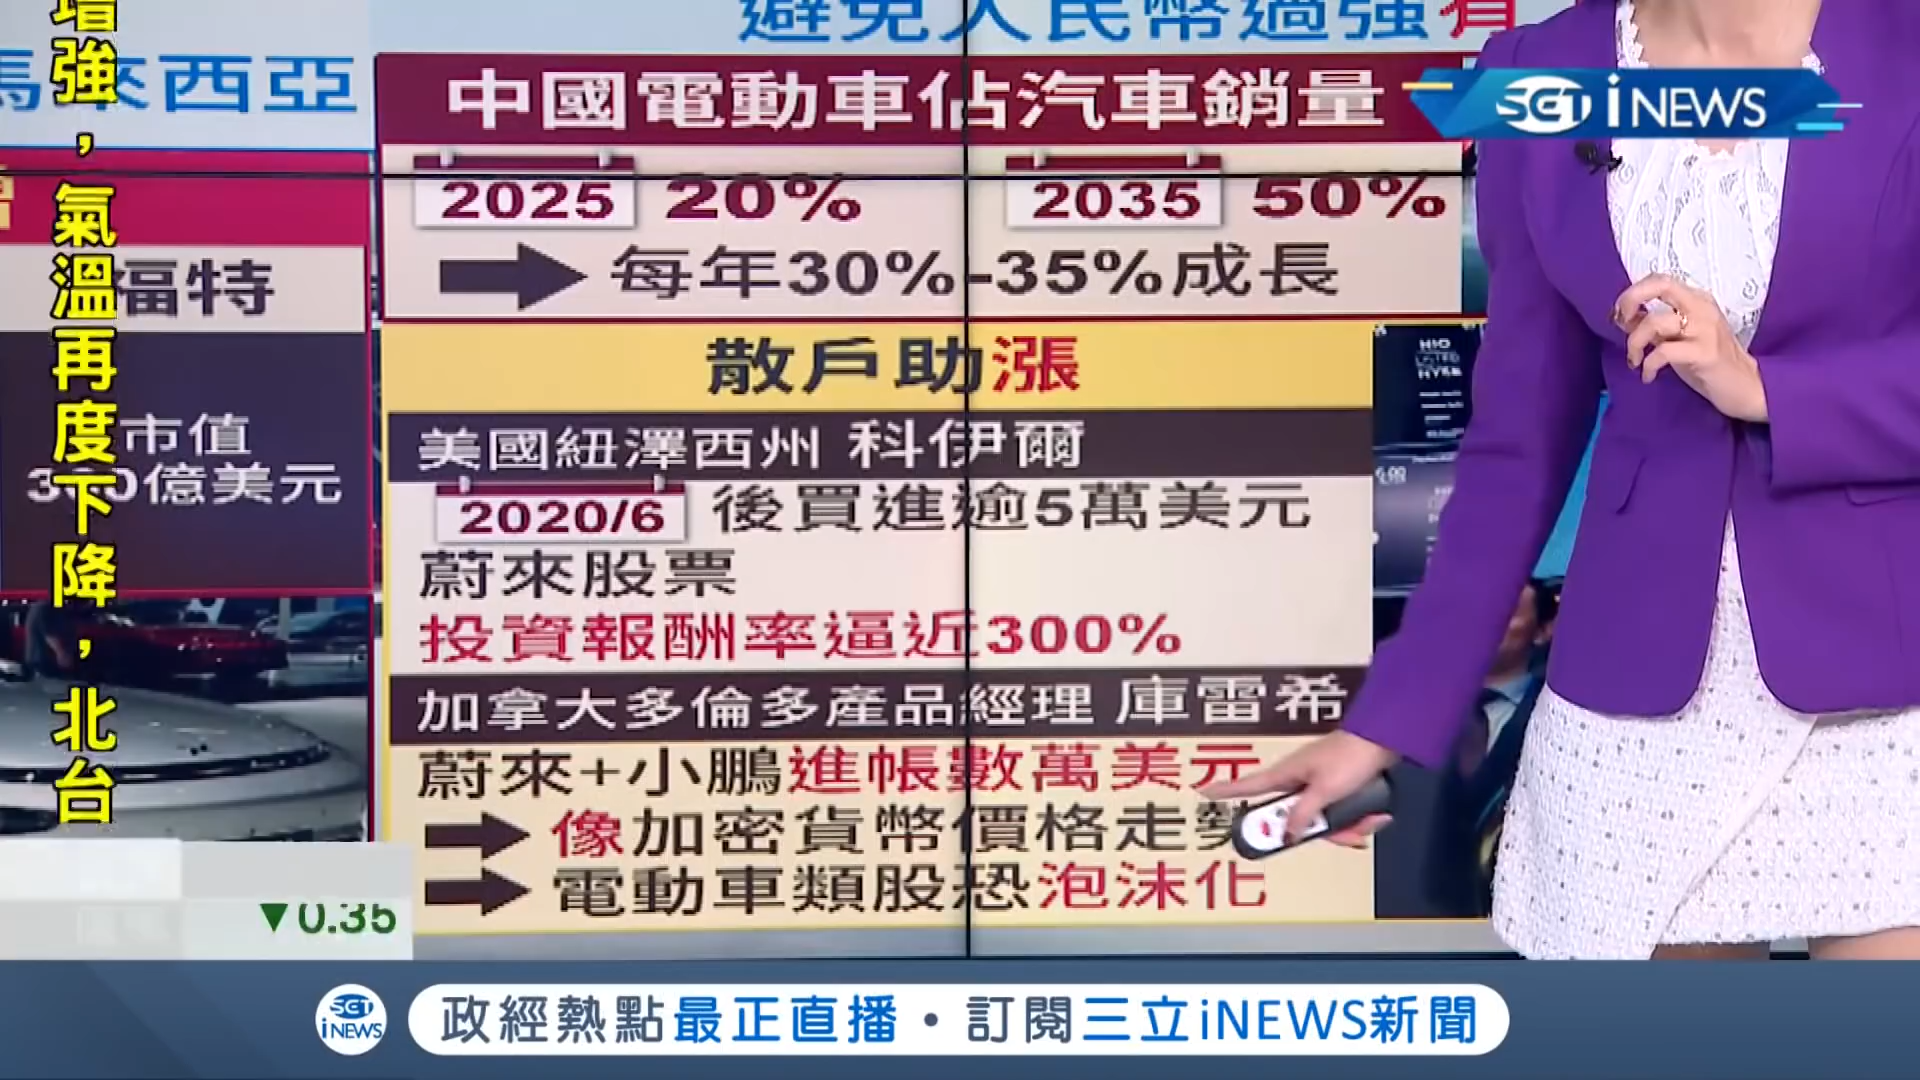 避免人民幣過強有
馬來西亞
中國電動車佔汽車銷量
SET iNEWS
2025 20% 2035 50%
每年30%-35%成長
增強，氣溫再度下降，北台
福特
市值
300億美元
散戶助漲
美國紐澤西州 科伊爾
2020/6 後買進逾5萬美元
蔚來股票
投資報酬率逼近300%
加拿大多倫多產品經理 庫雷希
蔚來+小鵬進帳數萬美元
像加密貨幣價格走勢
電動車類股恐泡沫化
NIO
▼0.35
SET iNEWS
政經熱點最正直播・訂閱三立iNEWS新聞